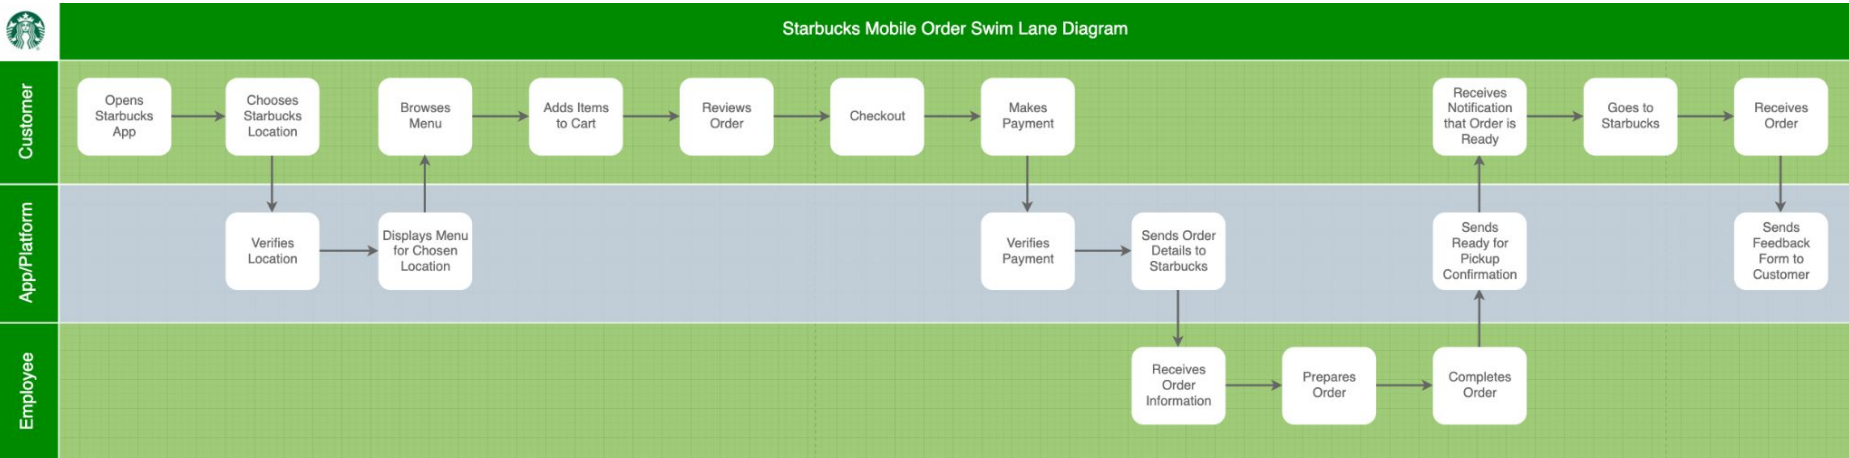 Starbucks Mobile Order Swim Lane Diagram
Customer
Opens
Starbucks
App
Chooses
Starbucks
Location
Browses
Menu
Adds Items
to Cart
Reviews
Order
Checkout
Makes
Payment
Receives
Notification
that Order is
Ready
Goes to
Starbucks
Receives
Order
App/Platform
Verifies
Location
Displays Menu
for Chosen
Location
Verifies
Payment
Sends Order
Details to
Starbucks
Sends
Ready for
Pickup
Confirmation
Sends
Feedback
Form to
Customer
Employee
Receives
Order
Information
Prepares
Order
Completes
Order